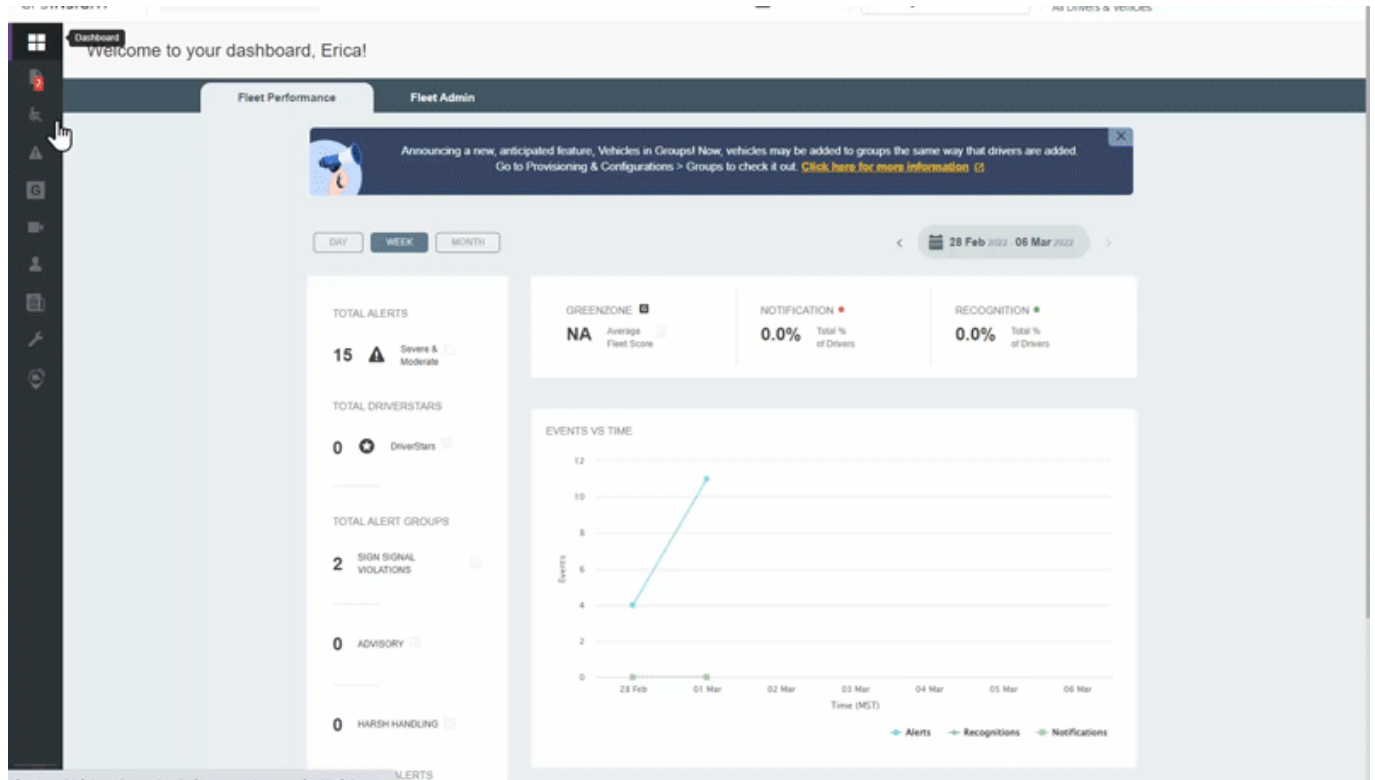 All Drivers & Vehicles
Dashboard
Welcome to your dashboard, Erica!
2
Fleet Performance
Fleet Admin
Announcing a new, anticipated feature, Vehicles in Groups! Now, vehicles may be added to groups the same way that drivers are added.
Go to Provisioning & Configurations > Groups to check it out. Click here for more information
G
DAY
WEEK
MONTH
28 Feb 2022 - 06 Mar 2022
TOTAL ALERTS
15
Severe &
Moderate
TOTAL DRIVERSTARS
0
DriverStars
TOTAL ALERT GROUPS
2
SIGN SIGNAL
VIOLATIONS
0 ADVISORY
0 HARSH HANDLING
ALERTS
GREENZONE G
NA
Average
Fleet Score
NOTIFICATION
0.0%
Total %
of Drivers
RECOGNITION
0.0%
Total %
of Drivers
EVENTS VS TIME
12
10
8
6
4
2
0
Events
28 Feb 01 Mar 02 Mar 03 Mar 04 Mar 05 Mar 06 Mar
Time (MST)
Alerts Recognitions Notifications